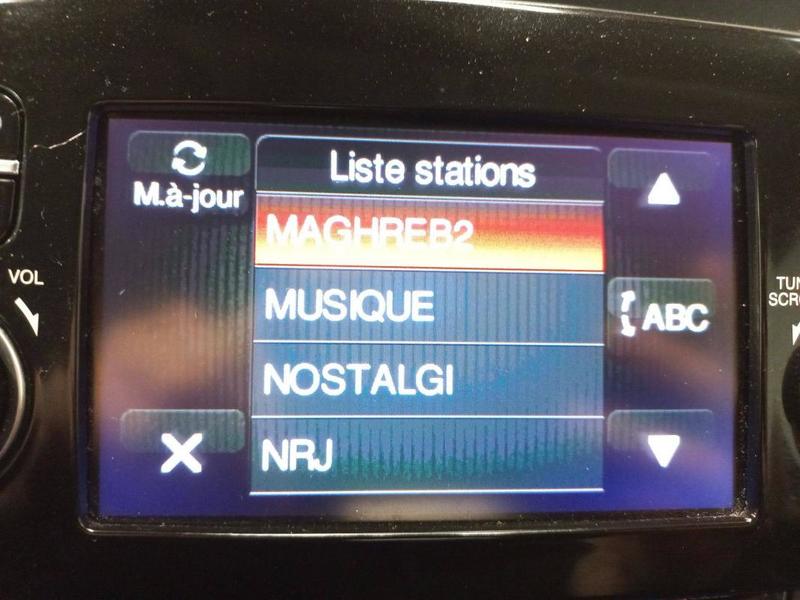 Liste stations
M.à-jour
MAGHREB2
VOL
MUSIQUE
ABC
NOSTALGI
NRJ